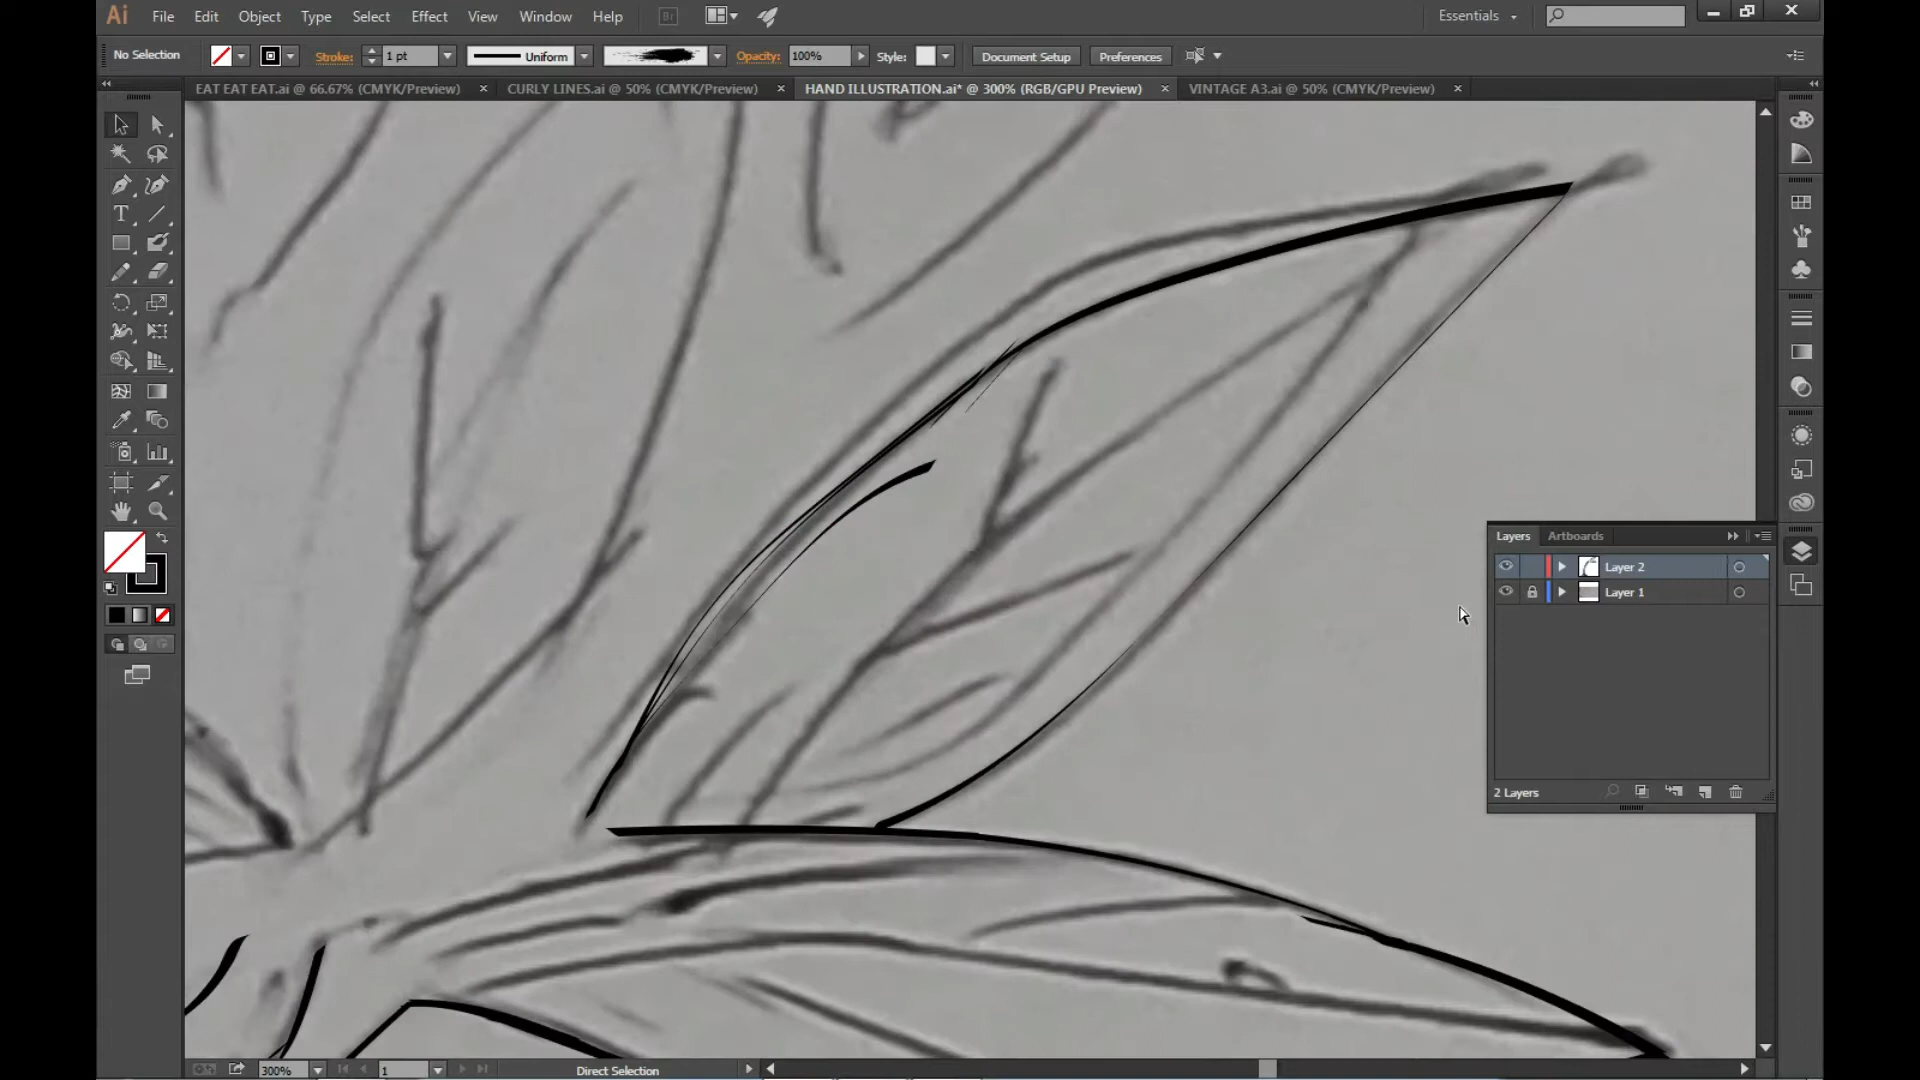 Ai File Edit Object Type Select Effect View Window Help Br Essentials
No Selection Stroke: 1 pt Uniform Opacity: 100% Style: Document Setup Preferences
EAT EAT EAT.ai @ 66.67% (CMYK/Preview) × CURLY LINES.ai @ 50% (CMYK/Preview) × HAND ILLUSTRATION.ai* @ 300% (RGB/GPU Preview) × VINTAGE A3.ai @ 50% (CMYK/Preview) ×
Layers Artboards
Layer 2
Layer 1
2 Layers
300% 1 Direct Selection